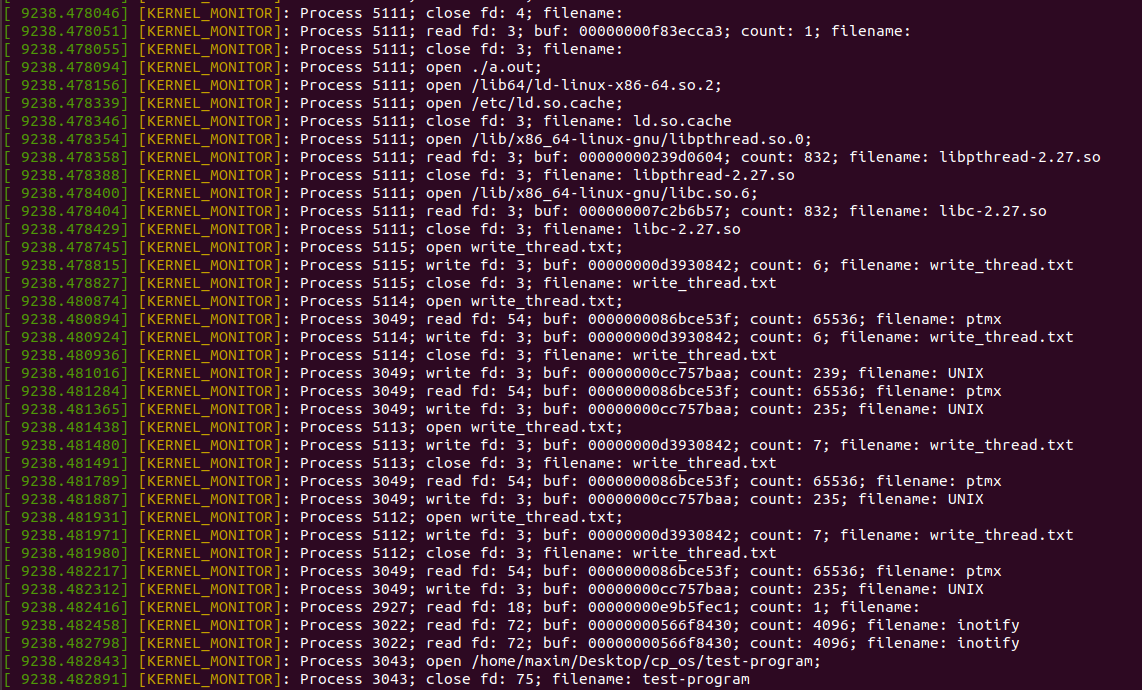 [ 9238.478046] [KERNEL_MONITOR]: Process 5111; close fd: 4; filename:
[ 9238.478051] [KERNEL_MONITOR]: Process 5111; read fd: 3; buf: 00000000f83ecca3; count: 1; filename:
[ 9238.478055] [KERNEL_MONITOR]: Process 5111; close fd: 3; filename:
[ 9238.478094] [KERNEL_MONITOR]: Process 5111; open ./a.out;
[ 9238.478156] [KERNEL_MONITOR]: Process 5111; open /lib64/ld-linux-x86-64.so.2;
[ 9238.478339] [KERNEL_MONITOR]: Process 5111; open /etc/ld.so.cache;
[ 9238.478346] [KERNEL_MONITOR]: Process 5111; close fd: 3; filename: ld.so.cache
[ 9238.478354] [KERNEL_MONITOR]: Process 5111; open /lib/x86_64-linux-gnu/libpthread.so.0;
[ 9238.478358] [KERNEL_MONITOR]: Process 5111; read fd: 3; buf: 00000000239d0604; count: 832; filename: libpthread-2.27.so
[ 9238.478388] [KERNEL_MONITOR]: Process 5111; close fd: 3; filename: libpthread-2.27.so
[ 9238.478400] [KERNEL_MONITOR]: Process 5111; open /lib/x86_64-linux-gnu/libc.so.6;
[ 9238.478404] [KERNEL_MONITOR]: Process 5111; read fd: 3; buf: 000000007c2b6b57; count: 832; filename: libc-2.27.so
[ 9238.478429] [KERNEL_MONITOR]: Process 5111; close fd: 3; filename: libc-2.27.so
[ 9238.478745] [KERNEL_MONITOR]: Process 5115; open write_thread.txt;
[ 9238.478815] [KERNEL_MONITOR]: Process 5115; write fd: 3; buf: 00000000d3930842; count: 6; filename: write_thread.txt
[ 9238.478827] [KERNEL_MONITOR]: Process 5115; close fd: 3; filename: write_thread.txt
[ 9238.480874] [KERNEL_MONITOR]: Process 5114; open write_thread.txt;
[ 9238.480894] [KERNEL_MONITOR]: Process 3049; read fd: 54; buf: 0000000086bce53f; count: 65536; filename: ptmx
[ 9238.480924] [KERNEL_MONITOR]: Process 5114; write fd: 3; buf: 00000000d3930842; count: 6; filename: write_thread.txt
[ 9238.480936] [KERNEL_MONITOR]: Process 5114; close fd: 3; filename: write_thread.txt
[ 9238.481016] [KERNEL_MONITOR]: Process 3049; write fd: 3; buf: 00000000cc757baa; count: 239; filename: UNIX
[ 9238.481284] [KERNEL_MONITOR]: Process 3049; read fd: 54; buf: 0000000086bce53f; count: 65536; filename: ptmx
[ 9238.481365] [KERNEL_MONITOR]: Process 3049; write fd: 3; buf: 00000000cc757baa; count: 235; filename: UNIX
[ 9238.481438] [KERNEL_MONITOR]: Process 5113; open write_thread.txt;
[ 9238.481480] [KERNEL_MONITOR]: Process 5113; write fd: 3; buf: 00000000d3930842; count: 7; filename: write_thread.txt
[ 9238.481491] [KERNEL_MONITOR]: Process 5113; close fd: 3; filename: write_thread.txt
[ 9238.481789] [KERNEL_MONITOR]: Process 3049; read fd: 54; buf: 0000000086bce53f; count: 65536; filename: ptmx
[ 9238.481887] [KERNEL_MONITOR]: Process 3049; write fd: 3; buf: 00000000cc757baa; count: 235; filename: UNIX
[ 9238.481931] [KERNEL_MONITOR]: Process 5112; open write_thread.txt;
[ 9238.481971] [KERNEL_MONITOR]: Process 5112; write fd: 3; buf: 00000000d3930842; count: 7; filename: write_thread.txt
[ 9238.481980] [KERNEL_MONITOR]: Process 5112; close fd: 3; filename: write_thread.txt
[ 9238.482217] [KERNEL_MONITOR]: Process 3049; read fd: 54; buf: 0000000086bce53f; count: 65536; filename: ptmx
[ 9238.482312] [KERNEL_MONITOR]: Process 3049; write fd: 3; buf: 00000000cc757baa; count: 235; filename: UNIX
[ 9238.482416] [KERNEL_MONITOR]: Process 2927; read fd: 18; buf: 00000000e9b5fec1; count: 1; filename:
[ 9238.482458] [KERNEL_MONITOR]: Process 3022; read fd: 72; buf: 00000000566f8430; count: 4096; filename: inotify
[ 9238.482798] [KERNEL_MONITOR]: Process 3022; read fd: 72; buf: 00000000566f8430; count: 4096; filename: inotify
[ 9238.482843] [KERNEL_MONITOR]: Process 3043; open /home/maxim/Desktop/cp_os/test-program;
[ 9238.482891] [KERNEL_MONITOR]: Process 3043; close fd: 75; filename: test-program